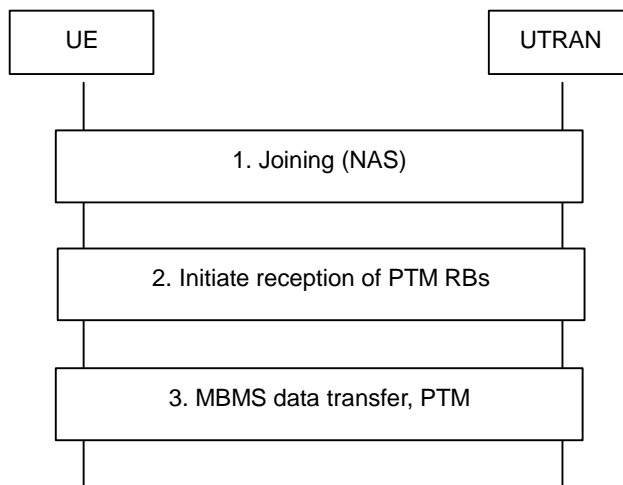 UE
UTRAN
1. Joining (NAS)
2. Initiate reception of PTM RBs
3. MBMS data transfer, PTM